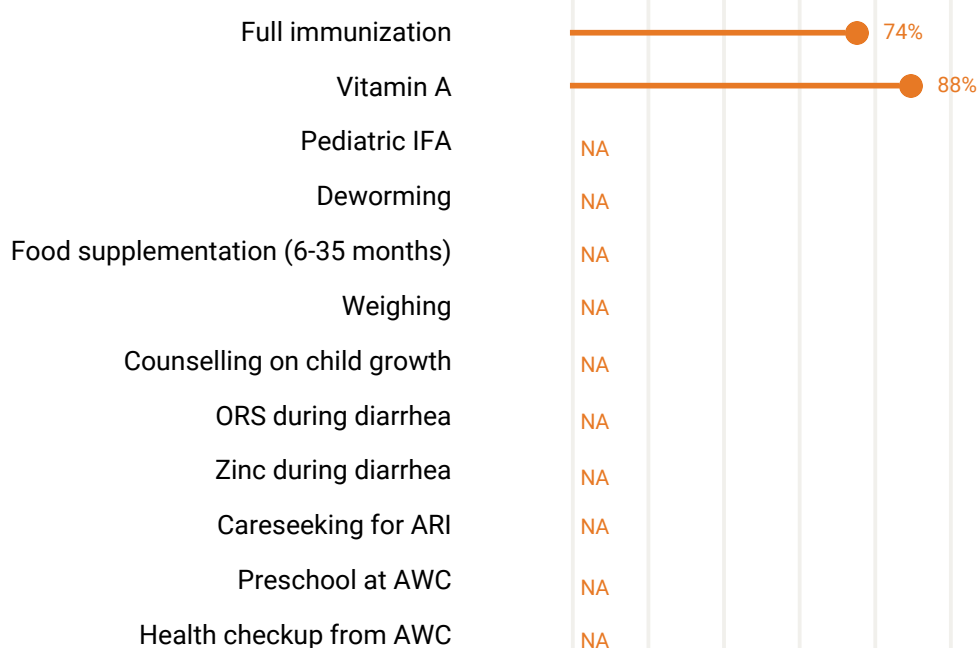 Full immunization 74%
Vitamin A 88%
Pediatric IFA NA
Deworming NA
Food supplementation (6-35 months) NA
Weighing NA
Counselling on child growth NA
ORS during diarrhea NA
Zinc during diarrhea NA
Careseeking for ARI NA
Preschool at AWC NA
Health checkup from AWC NA